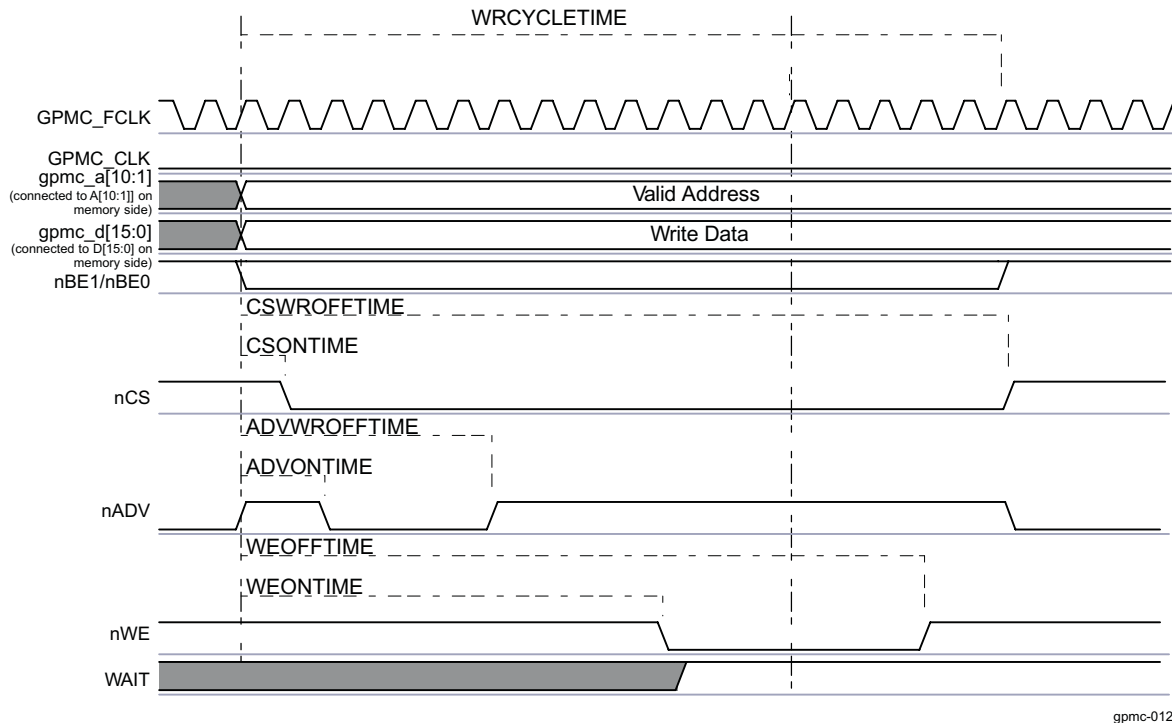 WRCYCLETIME
GPMC_FCLK
GPMC_CLK
gpmc_a[10:1]
(connected to A[10:1]] on
memory side)
Valid Address
gpmc_d[15:0]
(connected to D[15:0] on
memory side)
Write Data
nBE1/nBE0
CSWROFFTIME
CSONTIME
nCS
ADVWROFFTIME
ADVONTIME
nADV
WEOFFTIME
WEONTIME
nWE
WAIT
gpmc-012